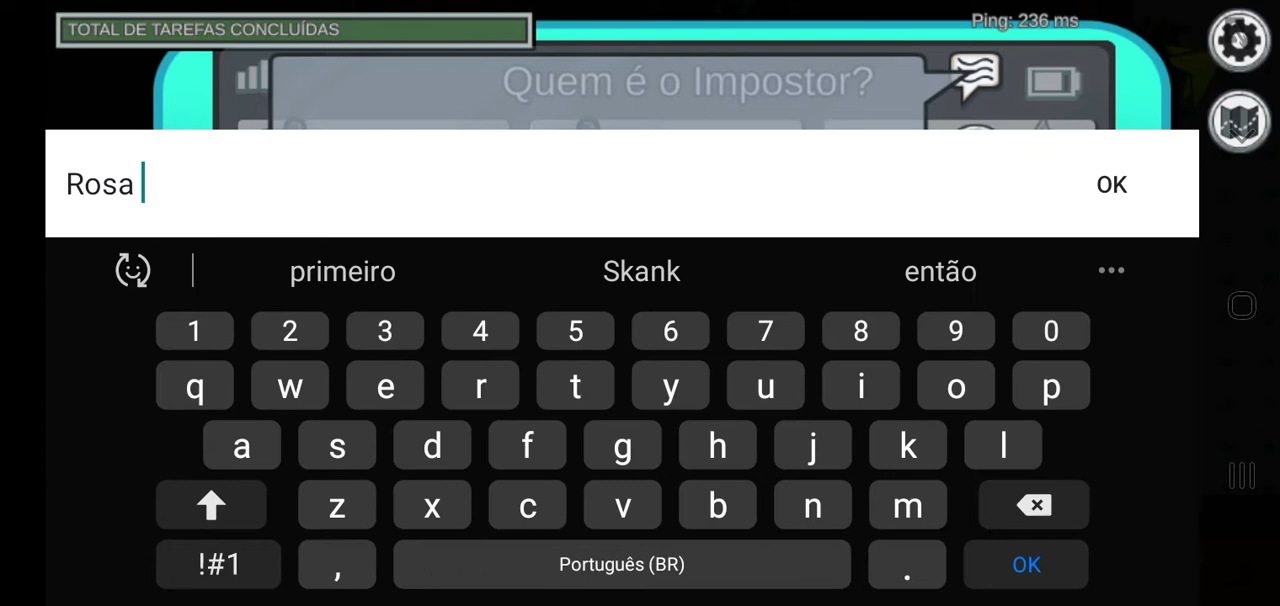 TOTAL DE TAREFAS CONCLUÍDAS
Ping: 236 ms
Quem é o Impostor?
Rosa
OK
primeiro Skank então
1 2 3 4 5 6 7 8 9 0
q w e r t y u i o p
a s d f g h j k l
z x c v b n m
!#1 , Português (BR) . OK